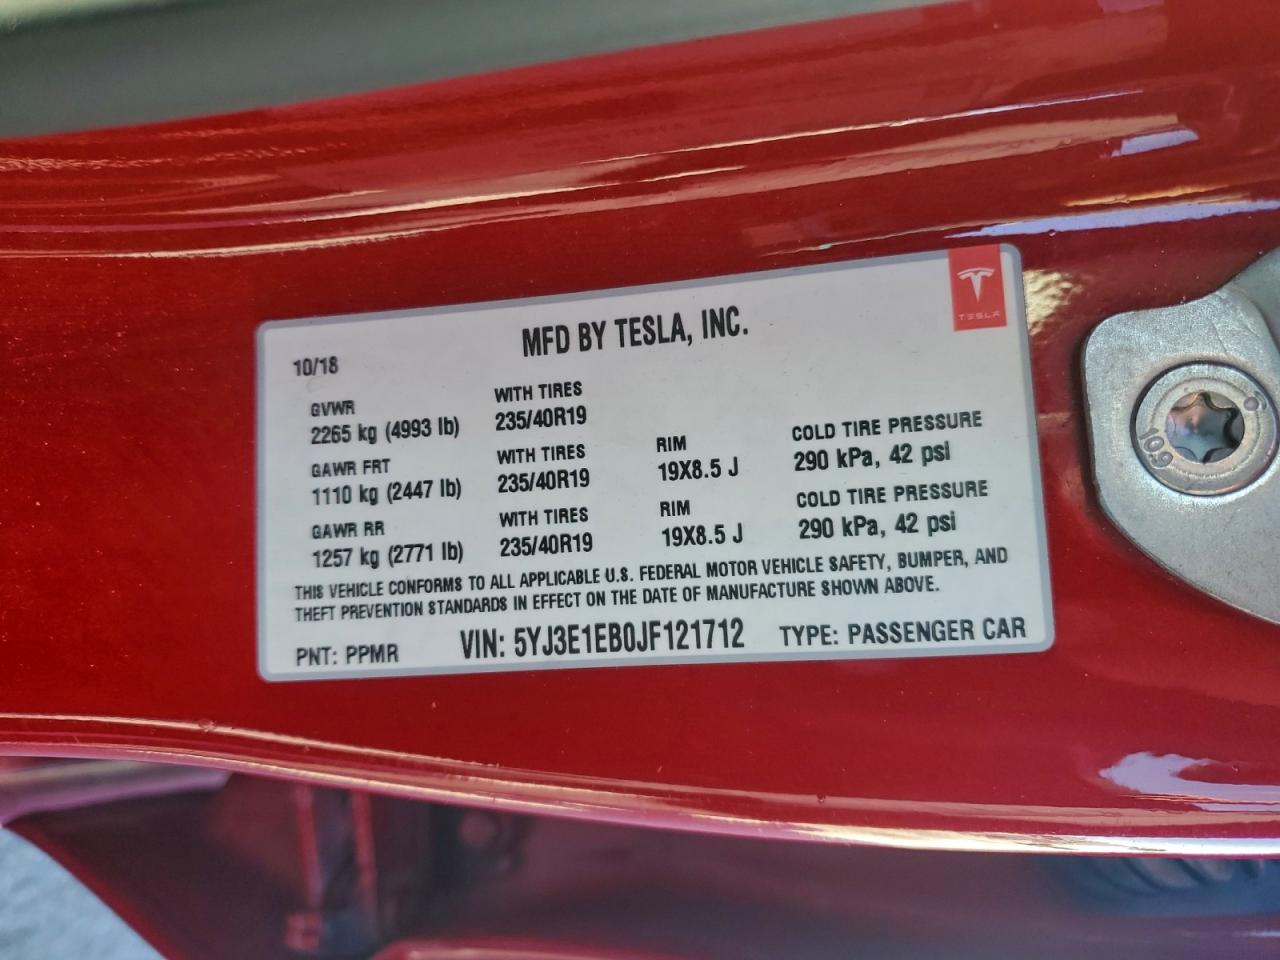 TESLA
MFD BY TESLA, INC.
10/18
GVWR WITH TIRES
2265 kg (4993 lb) 235/40R19
GAWR FRT WITH TIRES RIM COLD TIRE PRESSURE
1110 kg (2447 lb) 235/40R19 19X8.5 J 290 kPa, 42 psi
GAWR RR WITH TIRES RIM COLD TIRE PRESSURE
1257 kg (2771 lb) 235/40R19 19X8.5 J 290 kPa, 42 psi
THIS VEHICLE CONFORMS TO ALL APPLICABLE U.S. FEDERAL MOTOR VEHICLE SAFETY, BUMPER, AND
THEFT PREVENTION STANDARDS IN EFFECT ON THE DATE OF MANUFACTURE SHOWN ABOVE.
PNT: PPMR VIN: 5YJ3E1EB0JF121712 TYPE: PASSENGER CAR
10.9